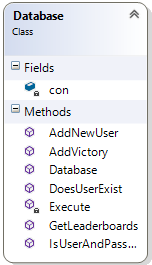 Database
Class
Fields
con
Methods
AddNewUser
AddVictory
Database
DoesUserExist
Execute
GetLeaderboards
IsUserAndPass...